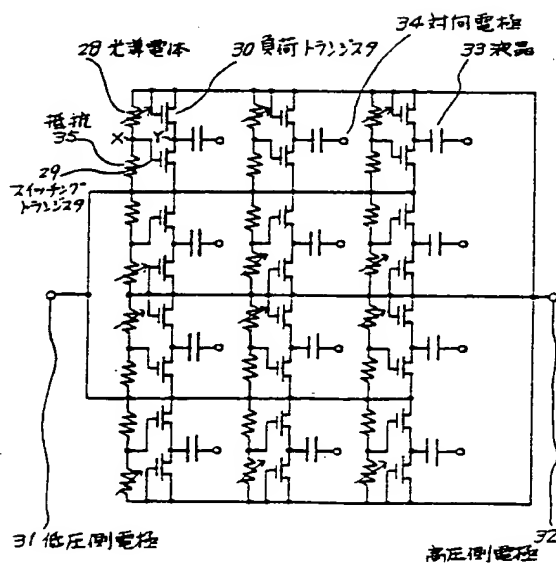 28 光導電体
30 負荷トランジスタ
34 対向電極
33 液晶
抵抗
35
X
Y
29
スイッチング
トランジスタ
31 低圧側電極
32
高圧側電極